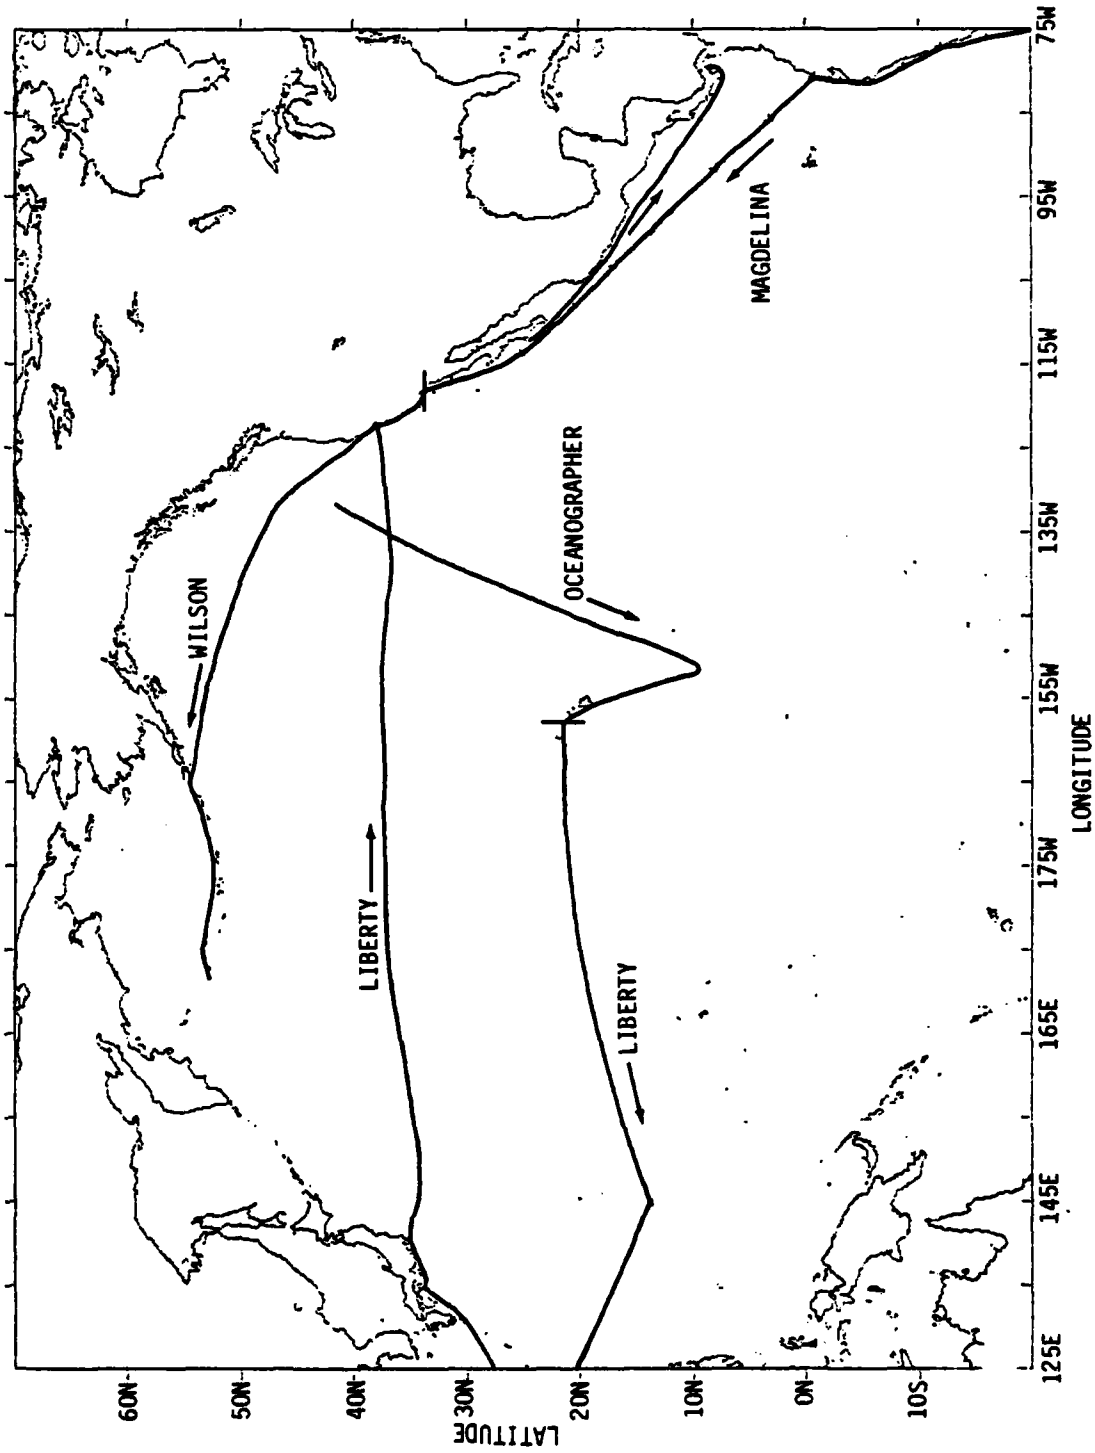 60N
50N
40N
30N
20N
10N
0N
10S
LATITUDE
WILSON
LIBERTY
OCEANOGRAPHER
LIBERTY
MAGDELINA
125E
145E
165E
175W
155W
135W
115W
95W
75W
LONGITUDE